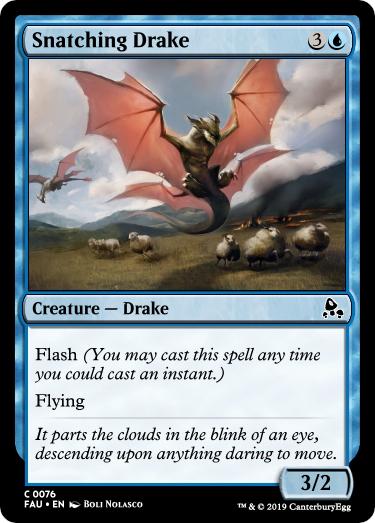 Snatching Drake 3
Creature — Drake
Flash (You may cast this spell any time
you could cast an instant.)
Flying
It parts the clouds in the blink of an eye,
descending upon anything daring to move.
3/2
C 0076
FAU • EN Boli Nolasco
™ & © 2019 CanterburyEgg